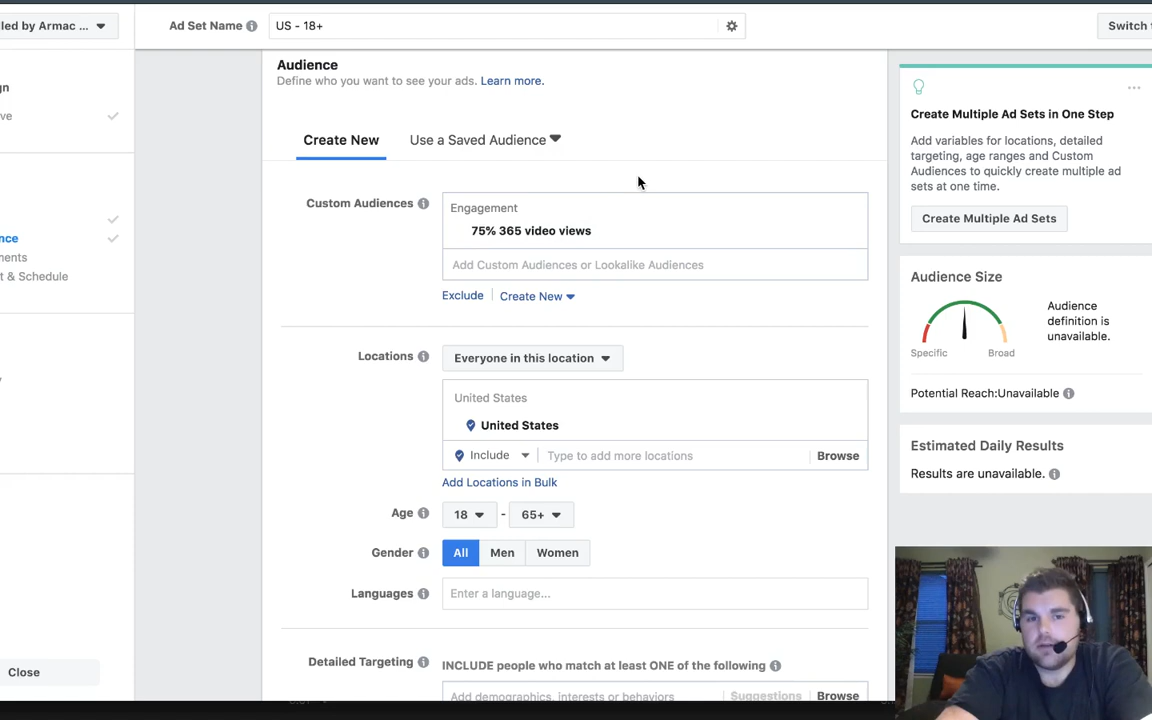 led by Armac ...
Ad Set Name
US - 18+
Switch t
Audience
Define who you want to see your ads. Learn more.
Create New
Use a Saved Audience
gn
ve
nce
ments
t & Schedule
Close
Custom Audiences
Engagement
75% 365 video views
Add Custom Audiences or Lookalike Audiences
Exclude
Create New
Locations
Everyone in this location
United States
United States
Include
Type to add more locations
Browse
Add Locations in Bulk
Age
18 - 65+
Gender
All Men Women
Languages
Enter a language...
Detailed Targeting
INCLUDE people who match at least ONE of the following
Add demographics, interests or behaviors
Suggestions
Browse
Create Multiple Ad Sets in One Step
Add variables for locations, detailed
targeting, age ranges and Custom
Audiences to quickly create multiple ad
sets at one time.
Create Multiple Ad Sets
Audience Size
Specific
Broad
Audience
definition is
unavailable.
Potential Reach:Unavailable
Estimated Daily Results
Results are unavailable.